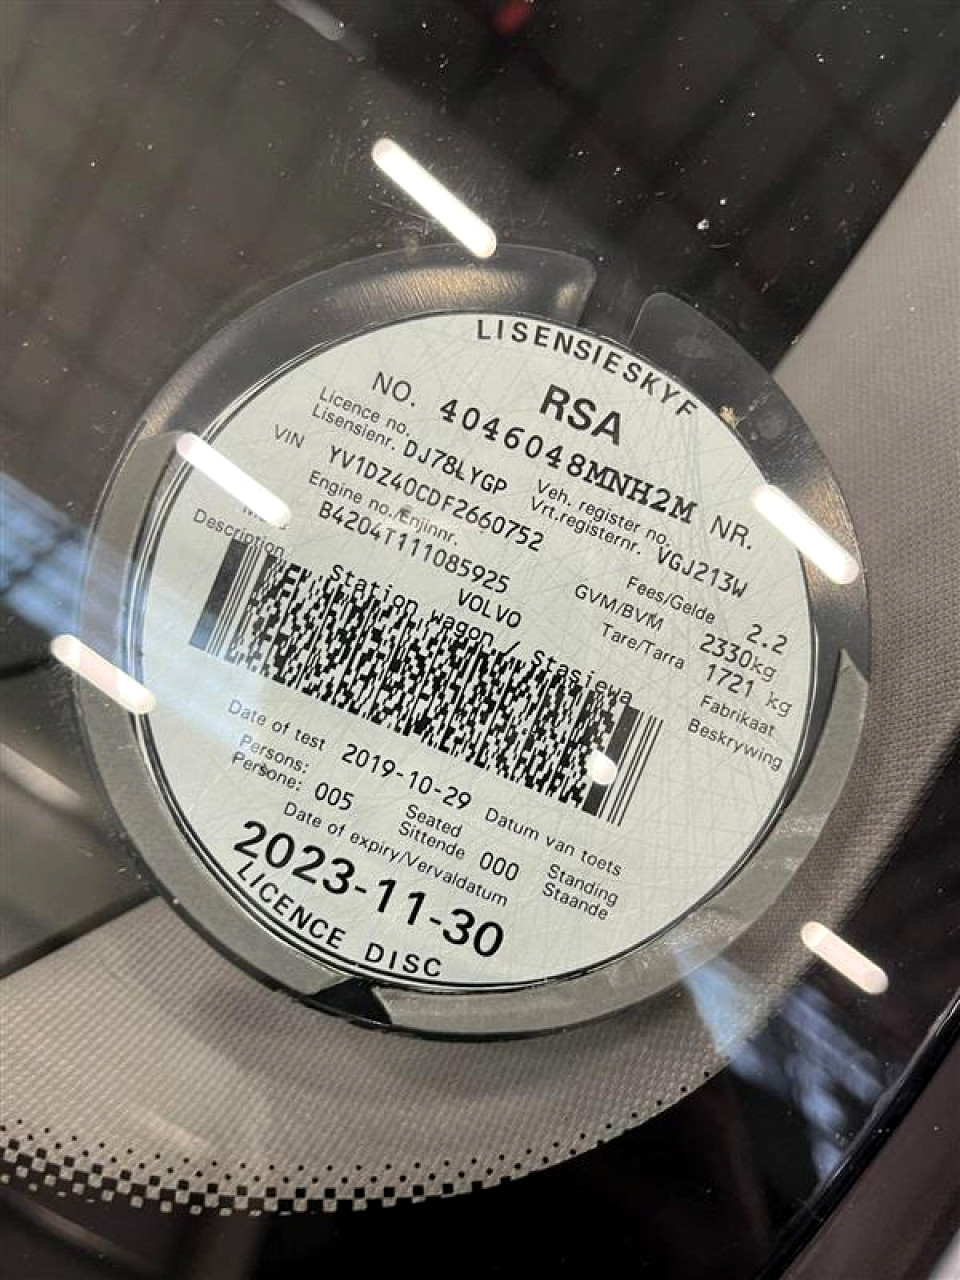 LISENSIESKYF
RSA
NO. 4046048MNH2M NR.
Licence no. DJ78LYGP Veh. register no. VGJ213W
Lisensienr. Vrt.registernr.
VIN YV1DZ40CDF2660752 Fees/Gelde 2.2
Engine no./Enjinnr. GVM/BVM 2330kg
B4204T111085925 Tare/Tarra 1721 kg
VOLVO Fabrikaat
Description Station wagon / Stasiewa Beskrywing
Date of test 2019-10-29 Datum van toets
Persons: 005 Seated 000 Standing
Persone: Sittende Staande
Date of expiry/Vervaldatum
2023-11-30
LICENCE DISC